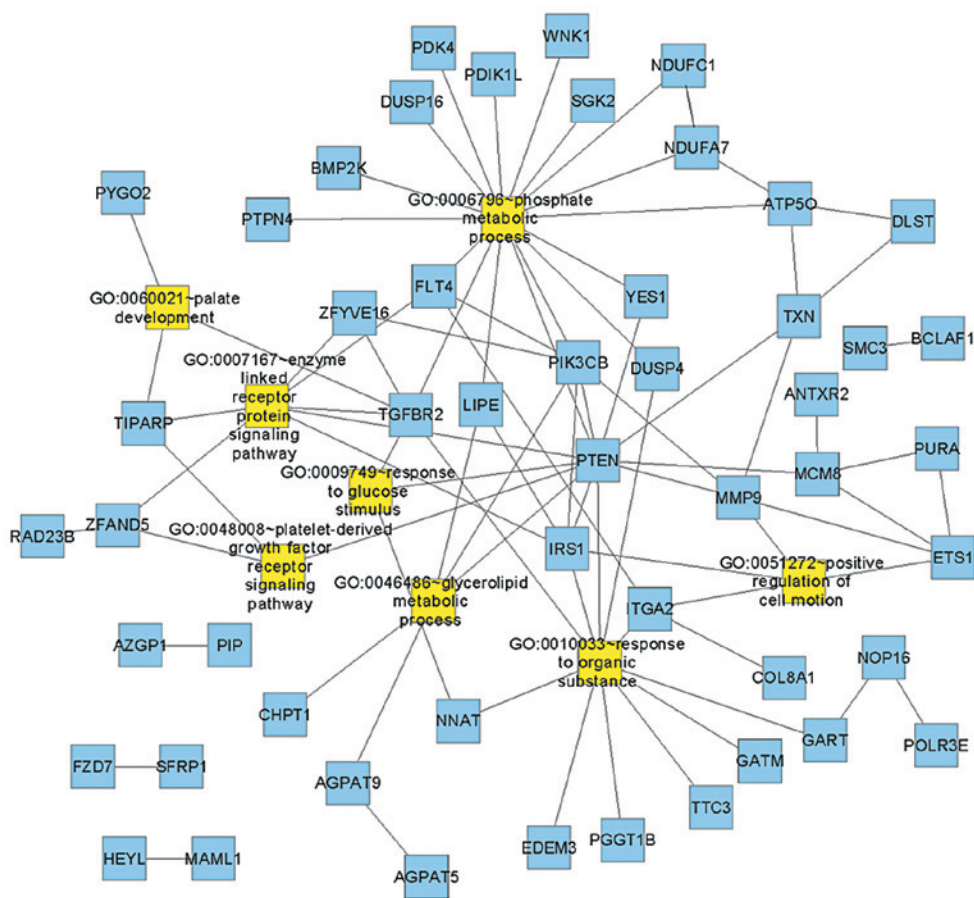 WNK1
PDK4
NDUFC1
PDIK1L
DUSP16
SGK2
NDUFA7
BMP2K
PYGO2
GO:0006793~phosphate
metabolic
process
ATP5O
PTPN4
DLST
GO:0060021~palate
development
FLT4
YES1
ZFYVE16
TXN
BCLAF1
SMC3
GO:0007167~enzyme
linked
receptor
protein
signaling
pathway
PIK3CB
DUSP4
ANTXR2
LIPE
TGFBR2
TIPARP
PTEN
PURA
MCM8
GO:0009749~response
to glucose
stimulus
MMP9
ZFAND5
RAD23B
GO:0048008~platelet-derived
growth factor
receptor
signaling
pathway
IRS1
ETS1
GO:0051272~positive
regulation of
cell motion
GO:0046486~glycerolipid
metabolic
process
ITGA2
AZGP1
PIP
GO:0010033~response
to organic
substance
NOP16
COL8A1
CHPT1
NNAT
GART
POLR3E
FZD7
SFRP1
GATM
AGPAT9
TTC3
EDEM3
PGGT1B
HEYL
MAML1
AGPAT5